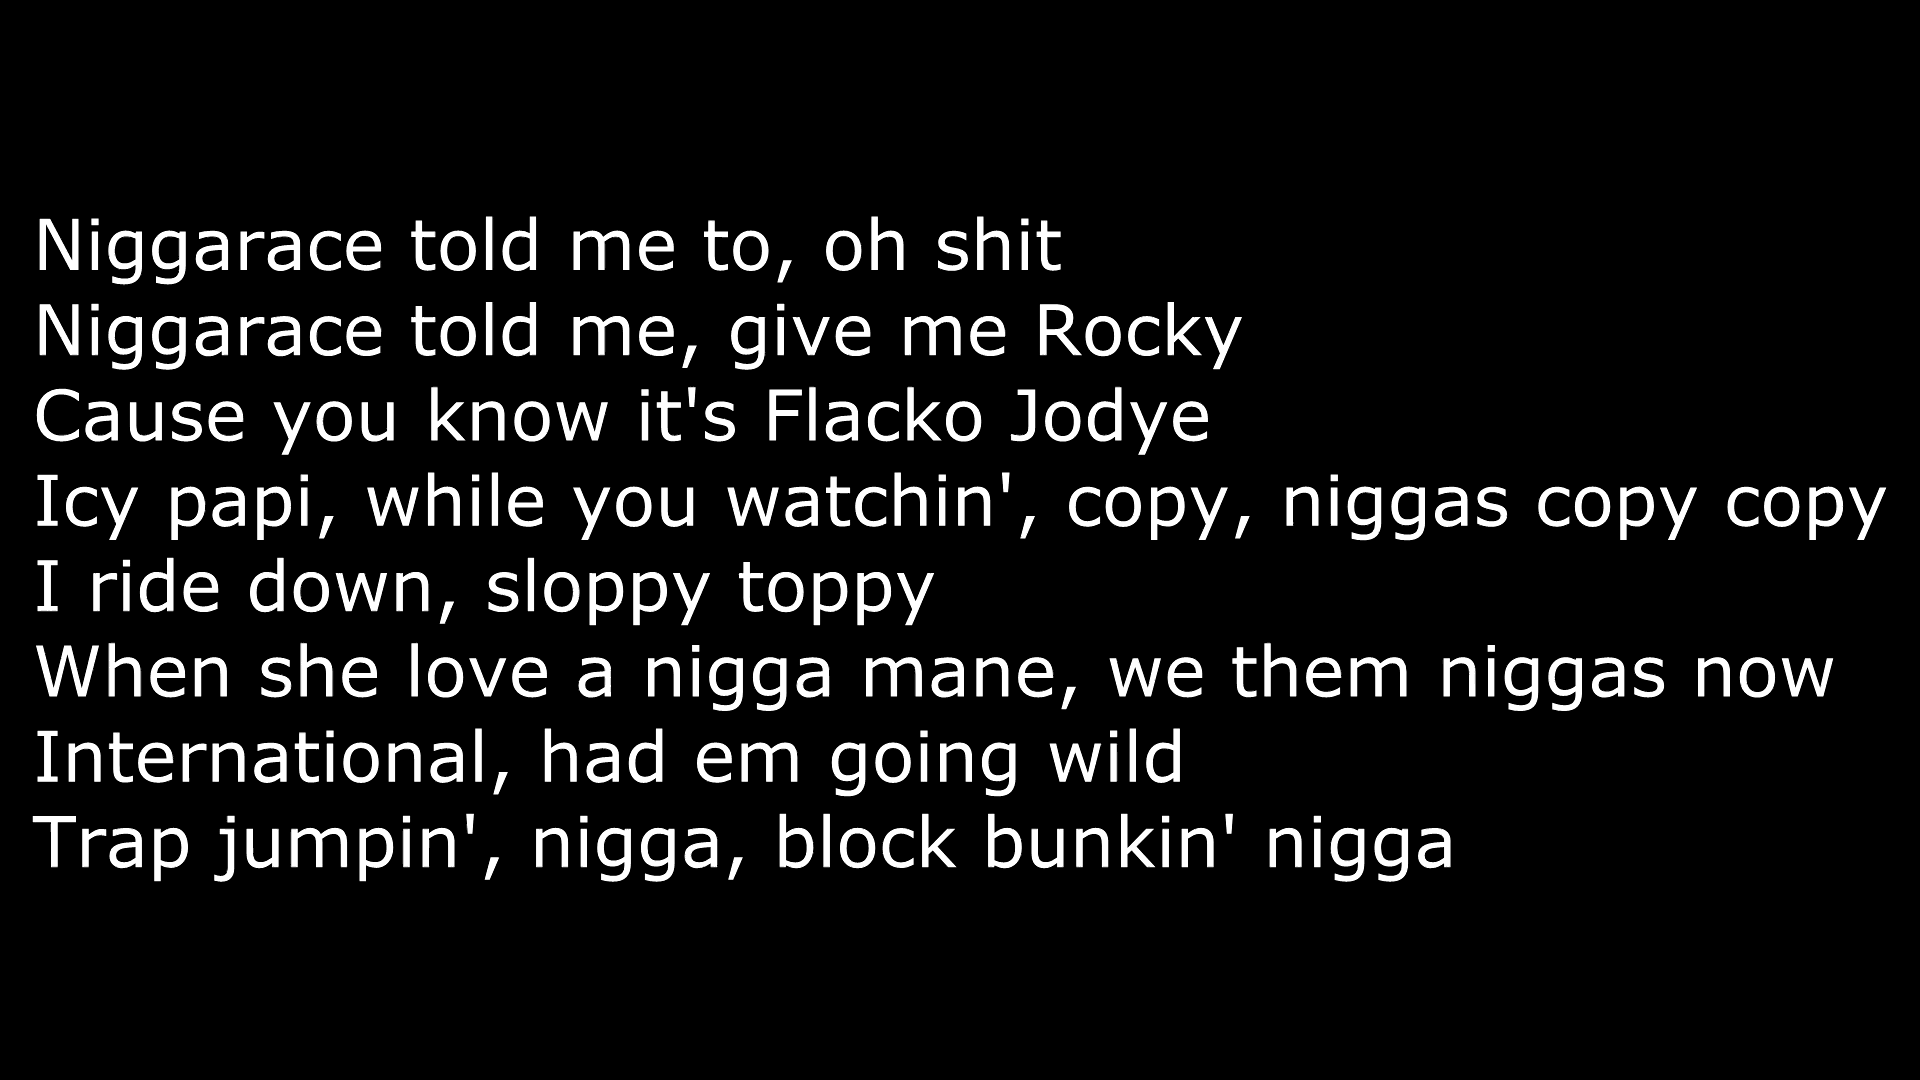 Niggarace told me to, oh shit
Niggarace told me, give me Rocky
Cause you know it's Flacko Jodye
Icy papi, while you watchin', copy, niggas copy copy
I ride down, sloppy toppy
When she love a nigga mane, we them niggas now
International, had em going wild
Trap jumpin', nigga, block bunkin' nigga